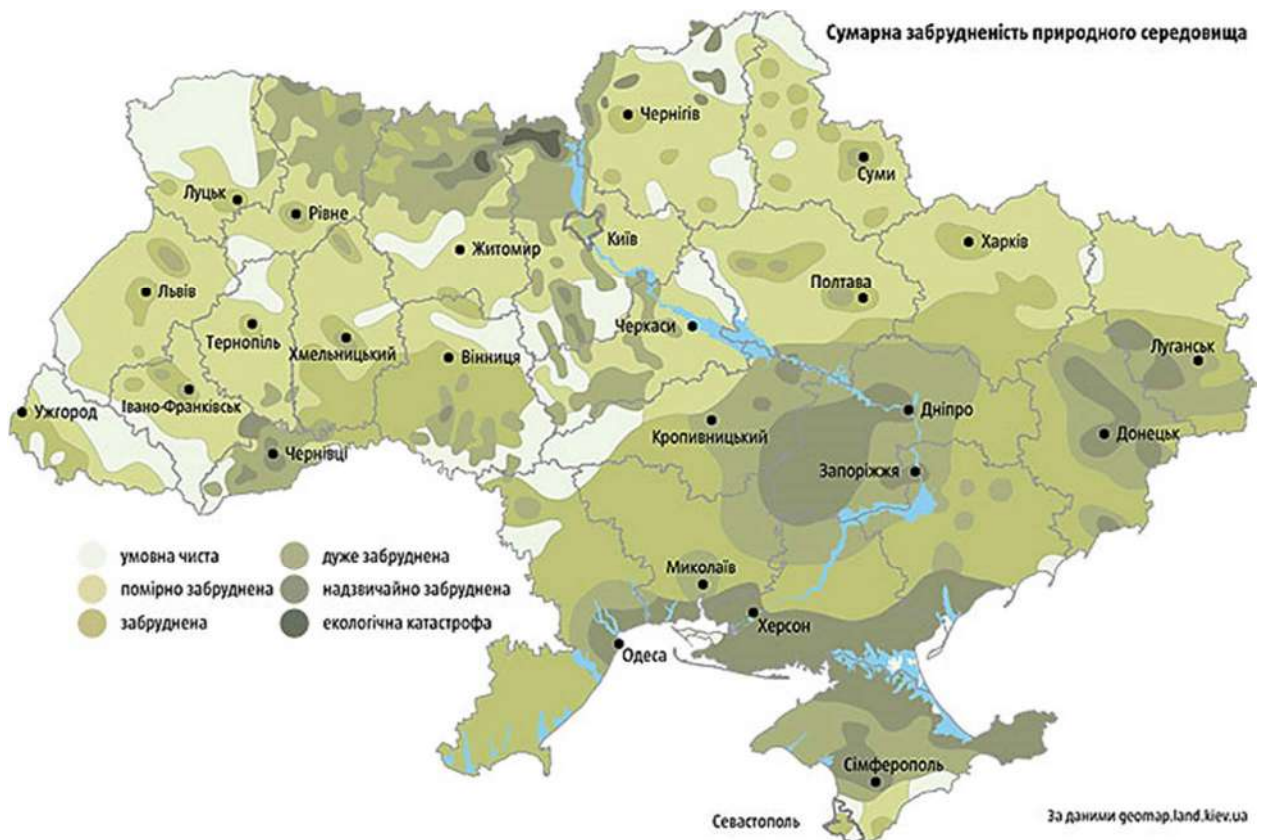 Сумарна забрудненість природного середовища
Чернігів
Суми
Луцьк
Рівне
Житомир
Київ
Харків
Львів
Полтава
Тернопіль
Хмельницький
Вінниця
Черкаси
Луганськ
Ужгород
Івано-Франківськ
Чернівці
Кропивницький
Дніпро
Донецьк
Запоріжжя
умовна чиста
помірно забруднена
забруднена
дуже забруднена
надзвичайно забруднена
екологічна катастрофа
Миколаїв
Херсон
Одеса
Сімферополь
Севастополь
За даними geomap.land.kiev.ua